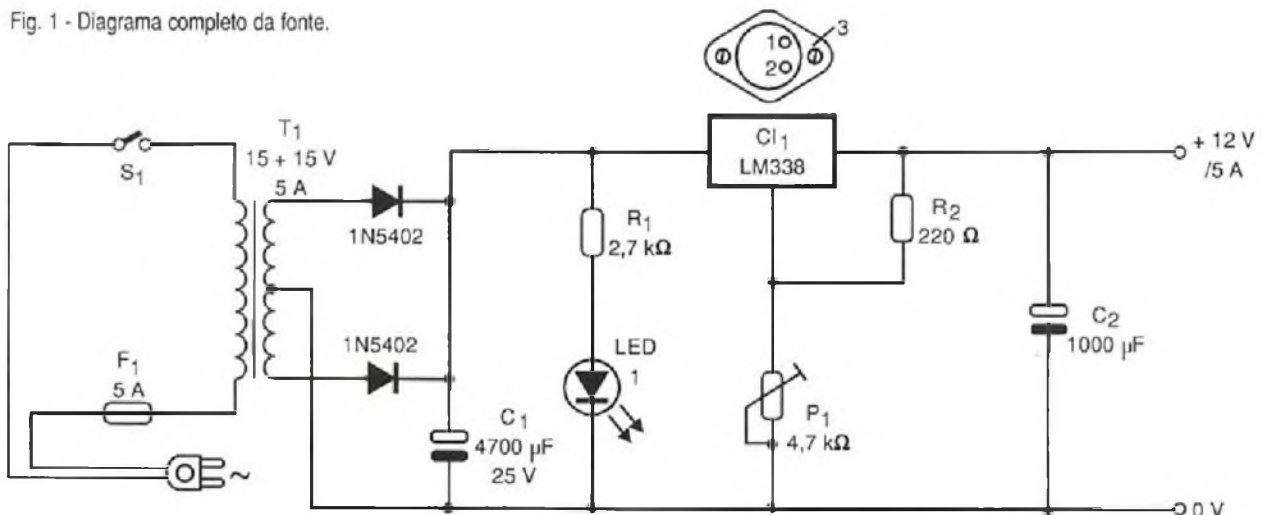 Fig. 1 - Diagrama completo da fonte.
1
2
3
S1
T1
15 + 15 V
5 A
1N5402
1N5402
F1
5 A
~
C1
4700 µF
25 V
R1
2,7 kΩ
LED
1
CI1
LM338
R2
220 Ω
P1
4,7 kΩ
C2
1000 µF
+ 12 V
/5 A
0 V